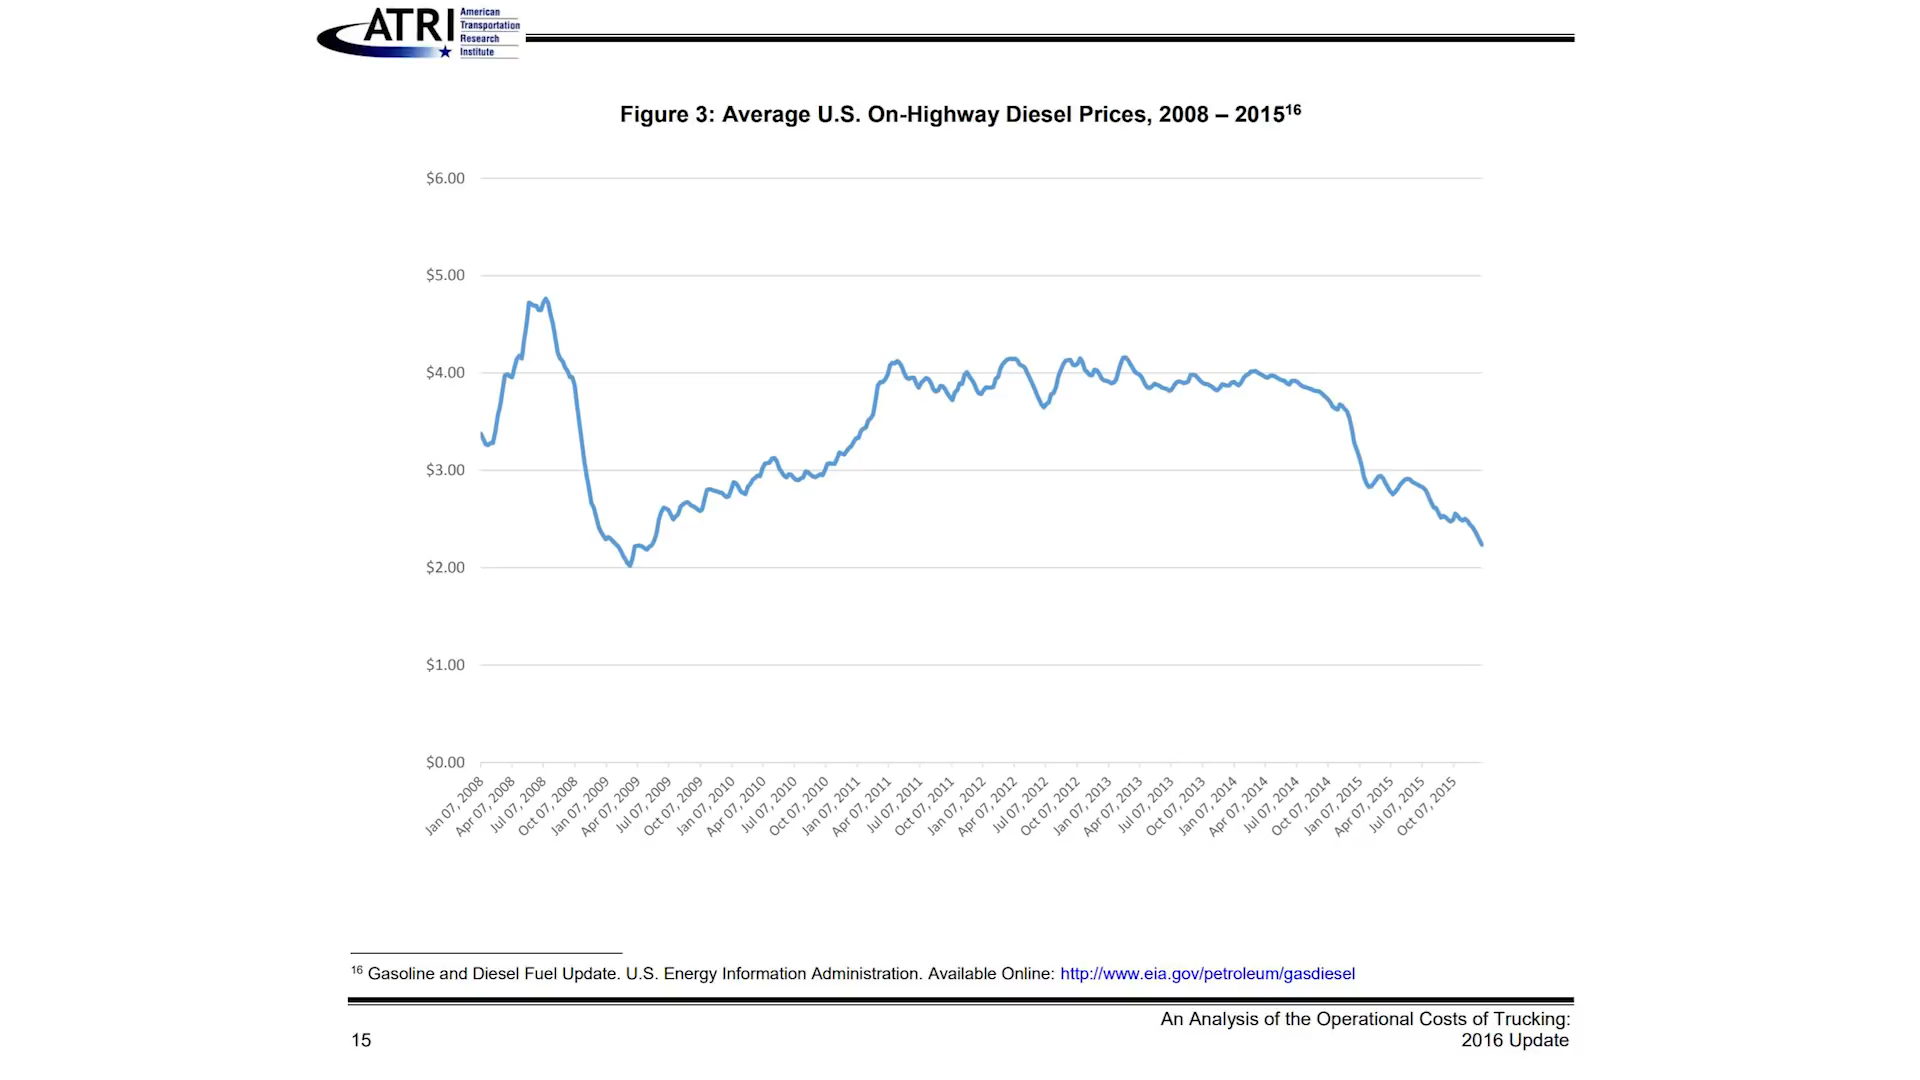 ATRI
American
Transportation
Research
Institute
Figure 3: Average U.S. On-Highway Diesel Prices, 2008 – 2015¹⁶
$6.00
$5.00
$4.00
$3.00
$2.00
$1.00
$0.00
Jan 07, 2008
Apr 07, 2008
Jul 07, 2008
Oct 07, 2008
Jan 07, 2009
Apr 07, 2009
Jul 07, 2009
Oct 07, 2009
Jan 07, 2010
Apr 07, 2010
Jul 07, 2010
Oct 07, 2010
Jan 07, 2011
Apr 07, 2011
Jul 07, 2011
Oct 07, 2011
Jan 07, 2012
Apr 07, 2012
Jul 07, 2012
Oct 07, 2012
Jan 07, 2013
Apr 07, 2013
Jul 07, 2013
Oct 07, 2013
Jan 07, 2014
Apr 07, 2014
Jul 07, 2014
Oct 07, 2014
Jan 07, 2015
Apr 07, 2015
Jul 07, 2015
Oct 07, 2015
¹⁶ Gasoline and Diesel Fuel Update. U.S. Energy Information Administration. Available Online: http://www.eia.gov/petroleum/gasdiesel
An Analysis of the Operational Costs of Trucking:
15 2016 Update